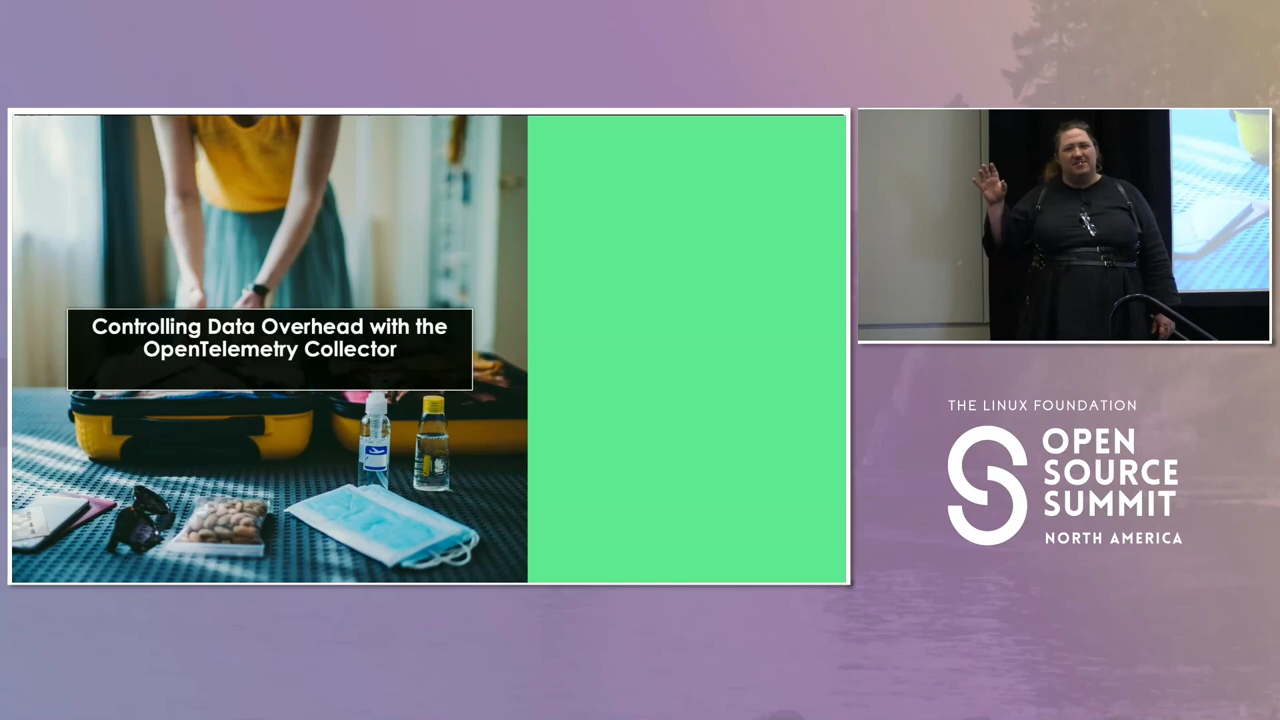 Controlling Data Overhead with the
OpenTelemetry Collector
THE LINUX FOUNDATION
OPEN
SOURCE
SUMMIT
NORTH AMERICA